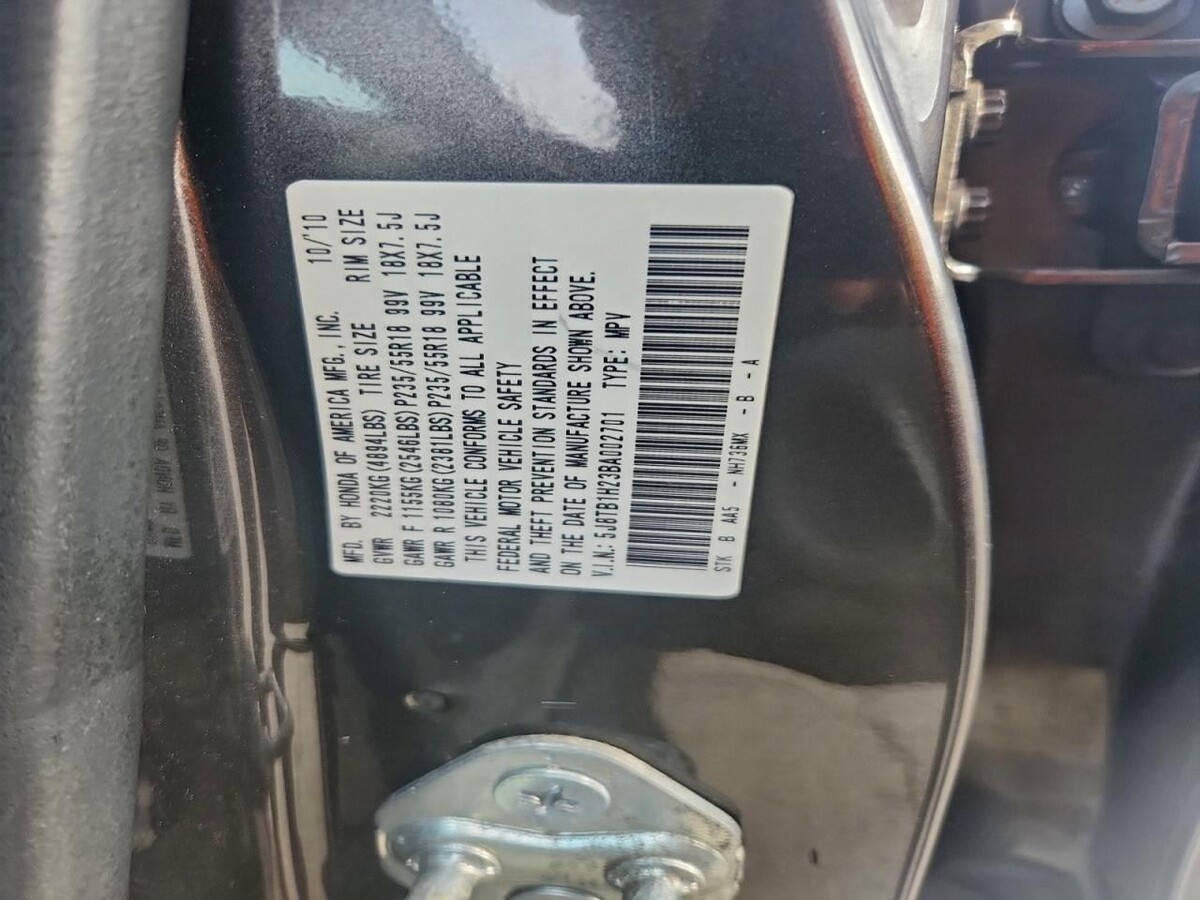 MFD. BY HONDA OF AMERICA MFG., INC. 10/'10
GVWR 2220KG(4894LBS) TIRE SIZE RIM SIZE
GAWR F 1155KG(2546LBS)P235/55R18 99V 18X7.5J
GAWR R 1080KG(2381LBS)P235/55R18 99V 18X7.5J
THIS VEHICLE CONFORMS TO ALL APPLICABLE
FEDERAL MOTOR VEHICLE SAFETY
AND THEFT PREVENTION STANDARDS IN EFFECT
ON THE DATE OF MANUFACTURE SHOWN ABOVE.
V.I.N.: 5J8TB1H23BA002701 TYPE: MPV
STK B AA5 - NH736MX - B - A